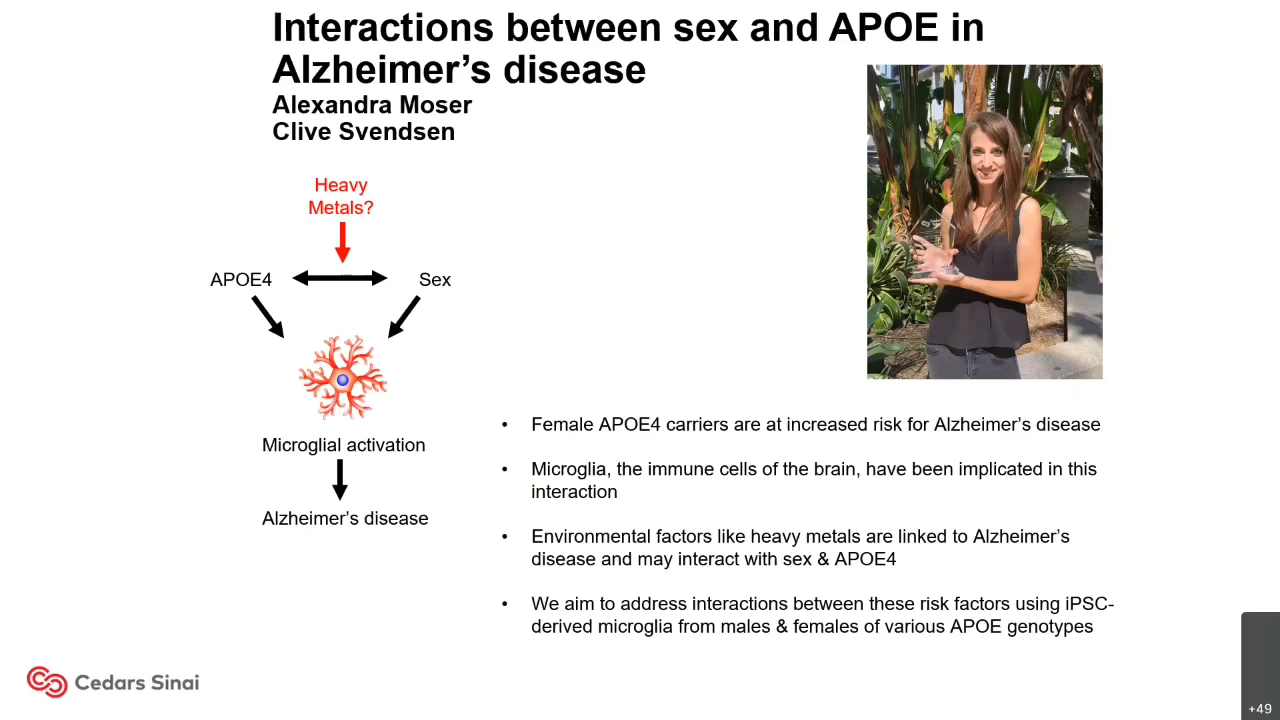 Interactions between sex and APOE in
Alzheimer's disease
Alexandra Moser
Clive Svendsen
Heavy
Metals?
APOE4
Sex
Microglial activation
Alzheimer's disease
• Female APOE4 carriers are at increased risk for Alzheimer's disease
• Microglia, the immune cells of the brain, have been implicated in this
interaction
• Environmental factors like heavy metals are linked to Alzheimer's
disease and may interact with sex & APOE4
• We aim to address interactions between these risk factors using iPSC-
derived microglia from males & females of various APOE genotypes
Cedars Sinai
+49